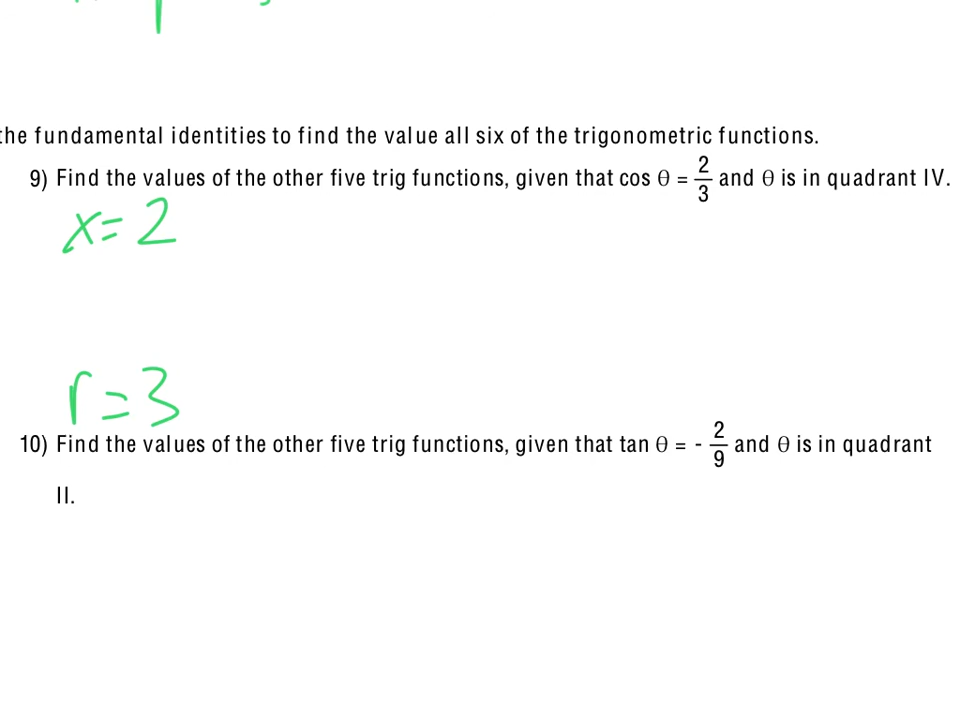 the fundamental identities to find the value all six of the trigonometric functions.
9) Find the values of the other five trig functions, given that cos θ = 2/3 and θ is in quadrant IV.
x = 2
r = 3
10) Find the values of the other five trig functions, given that tan θ = - 2/9 and θ is in quadrant
II.